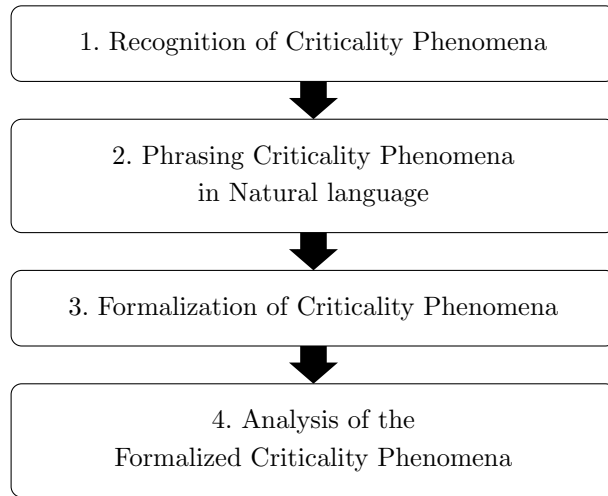 1. Recognition of Criticality Phenomena
2. Phrasing Criticality Phenomena
in Natural language
3. Formalization of Criticality Phenomena
4. Analysis of the
Formalized Criticality Phenomena